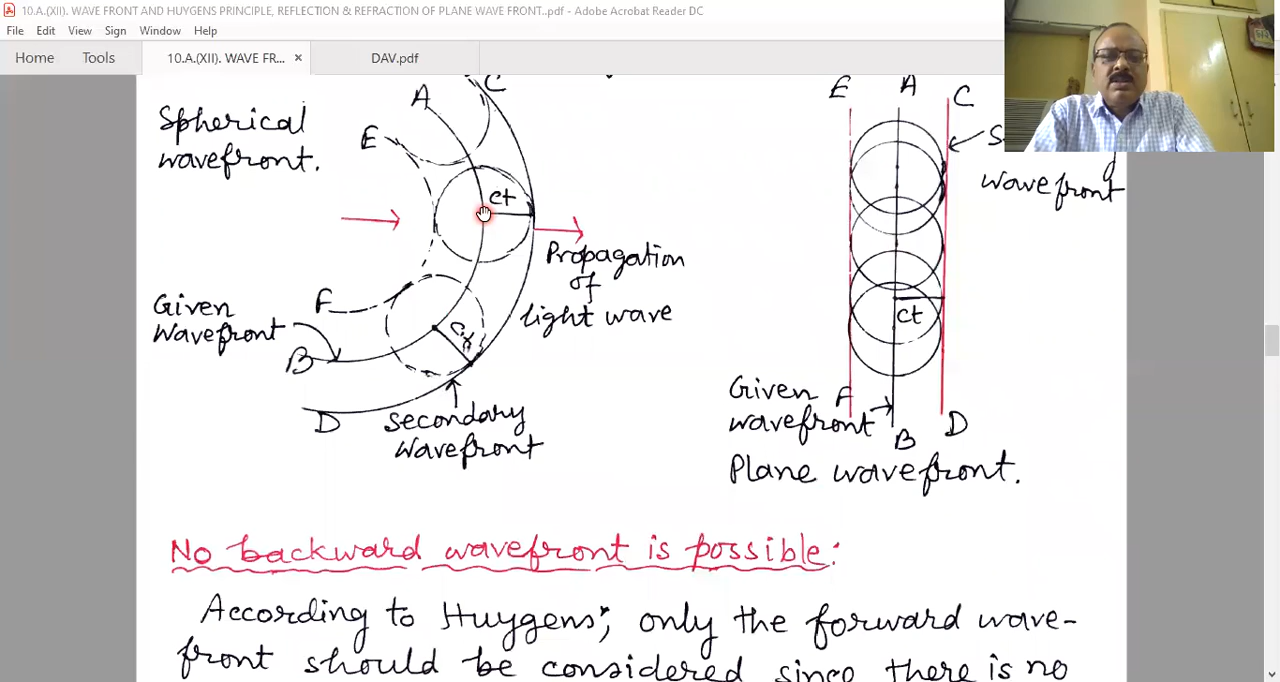 10.A.(XII). WAVE FRONT AND HUYGENS PRINCIPLE, REFLECTION & REFRACTION OF PLANE WAVE FRONT..pdf - Adobe Acrobat Reader DC
File Edit View Sign Window Help
Home Tools 10.A.(XII). WAVE FR... × DAV.pdf
Spherical
wavefront.
A
C
E
ct
Propagation
of
light wave
F
Given
Wavefront
B
D
ct
Secondary
Wavefront
E A C
wavefront
ct
Given
wavefront
F
B
D
Plane wavefront.
No backward wavefront is possible:
According to Huygens, only the forward wave-
front should be considered since there is no